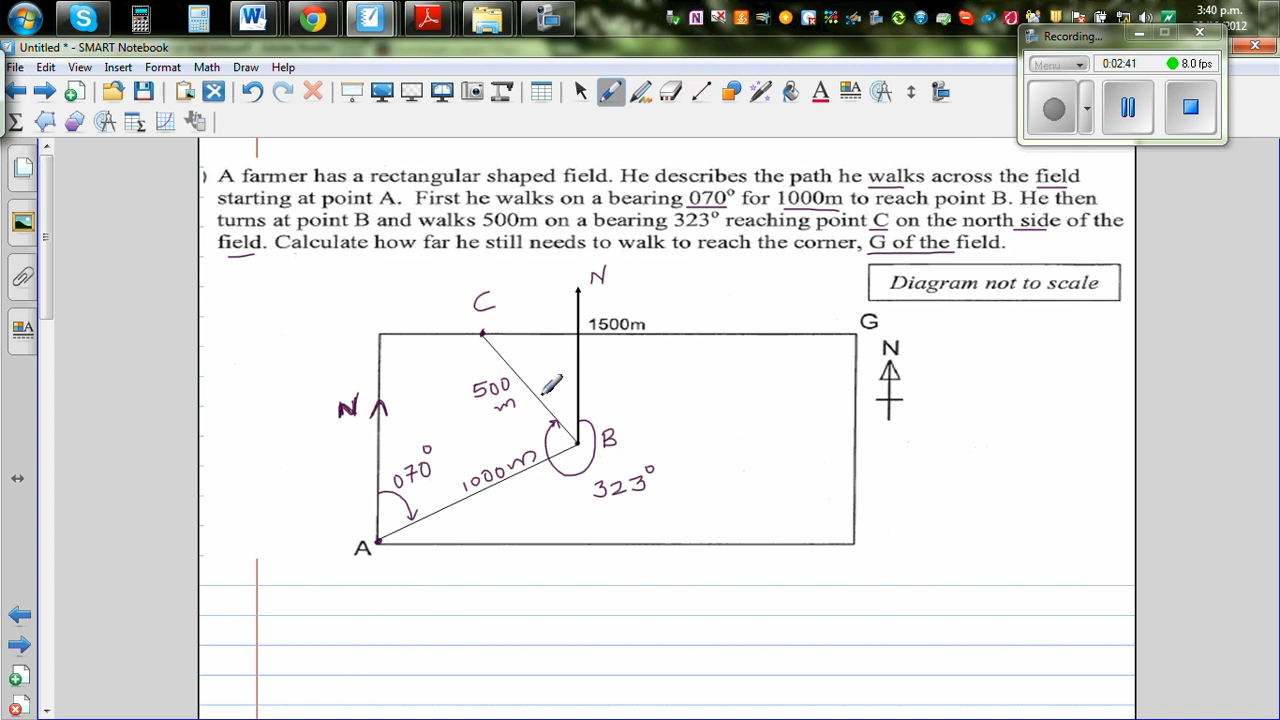 3:40 p.m.
2012
Untitled * - SMART Notebook
Recording...
File Edit View Insert Format Math Draw Help
Menu 0:02:41 8.0 fps
) A farmer has a rectangular shaped field. He describes the path he walks across the field
starting at point A. First he walks on a bearing 070° for 1000m to reach point B. He then
turns at point B and walks 500m on a bearing 323° reaching point C on the north side of the
field. Calculate how far he still needs to walk to reach the corner, G of the field.
N
Diagram not to scale
C
1500m
G
N
500
m
N
B
070°
1000m
323°
A